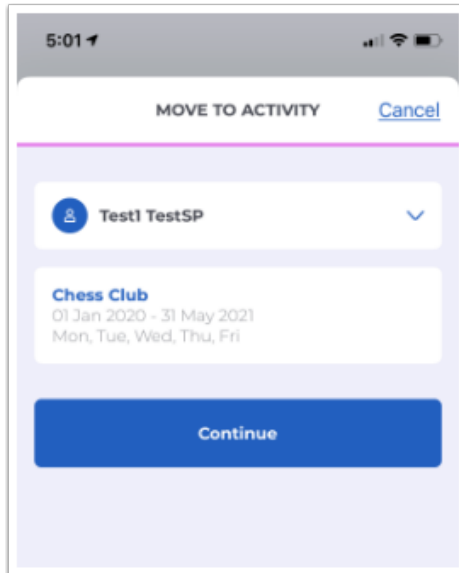 5:01
MOVE TO ACTIVITY Cancel
Test1 TestSP
Chess Club
01 Jan 2020 - 31 May 2021
Mon, Tue, Wed, Thu, Fri
Continue